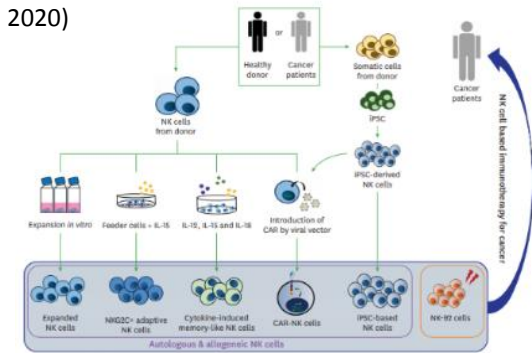 2020)
or
Healthy
donor
Cancer
patients
Somatic cells
from donor
Cancer
patients
NK cells
from donor
iPSC
iPSC-derived
NK cells
NK cell based immunotherapy for cancer
Expansion in vitro
Feeder cells + IL-15
IL-12, IL-15 and IL-18
Introduction of
CAR by viral vector
Expanded
NK cells
NKG2C+ adaptive
NK cells
Cytokine-induced
memory-like NK cells
CAR-NK cells
iPSC-based
NK cells
NK-92 cells
Autologous & allogeneic NK cells